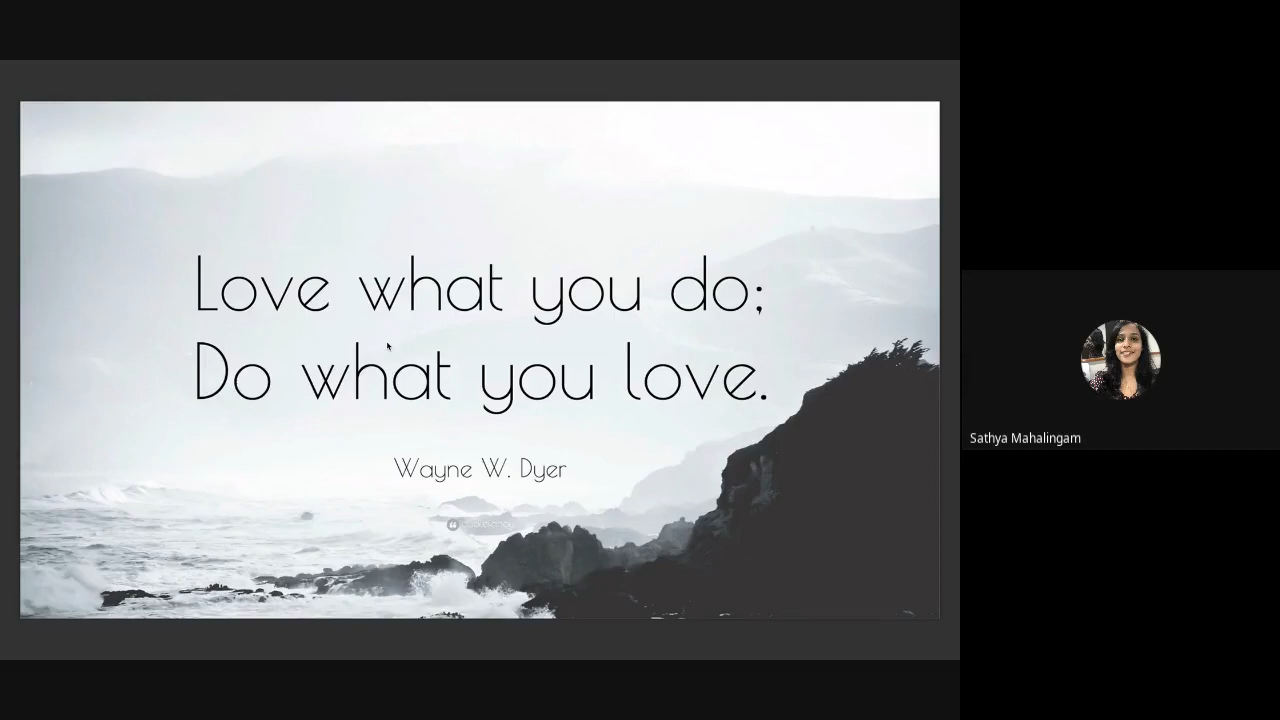 Love what you do;
Do what you love.
Wayne W. Dyer
Sathya Mahalingam